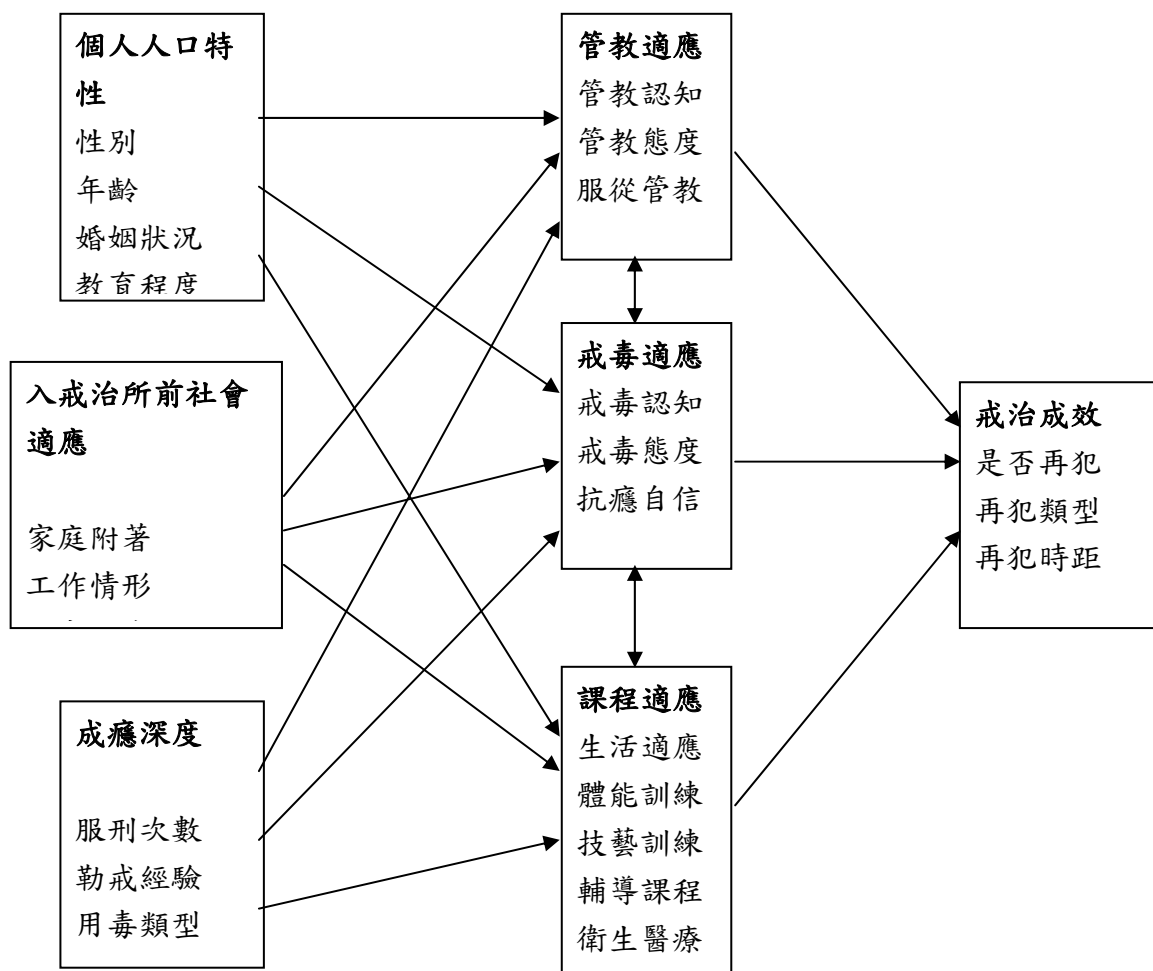 個人人口特
性
性別
年齡
婚姻狀況
教育程度
入戒治所前社會
適應
家庭附著
工作情形
成癮深度
服刑次數
勒戒經驗
用毒類型
管教適應
管教認知
管教態度
服從管教
戒毒適應
戒毒認知
戒毒態度
抗癮自信
課程適應
生活適應
體能訓練
技藝訓練
輔導課程
衛生醫療
戒治成效
是否再犯
再犯類型
再犯時距